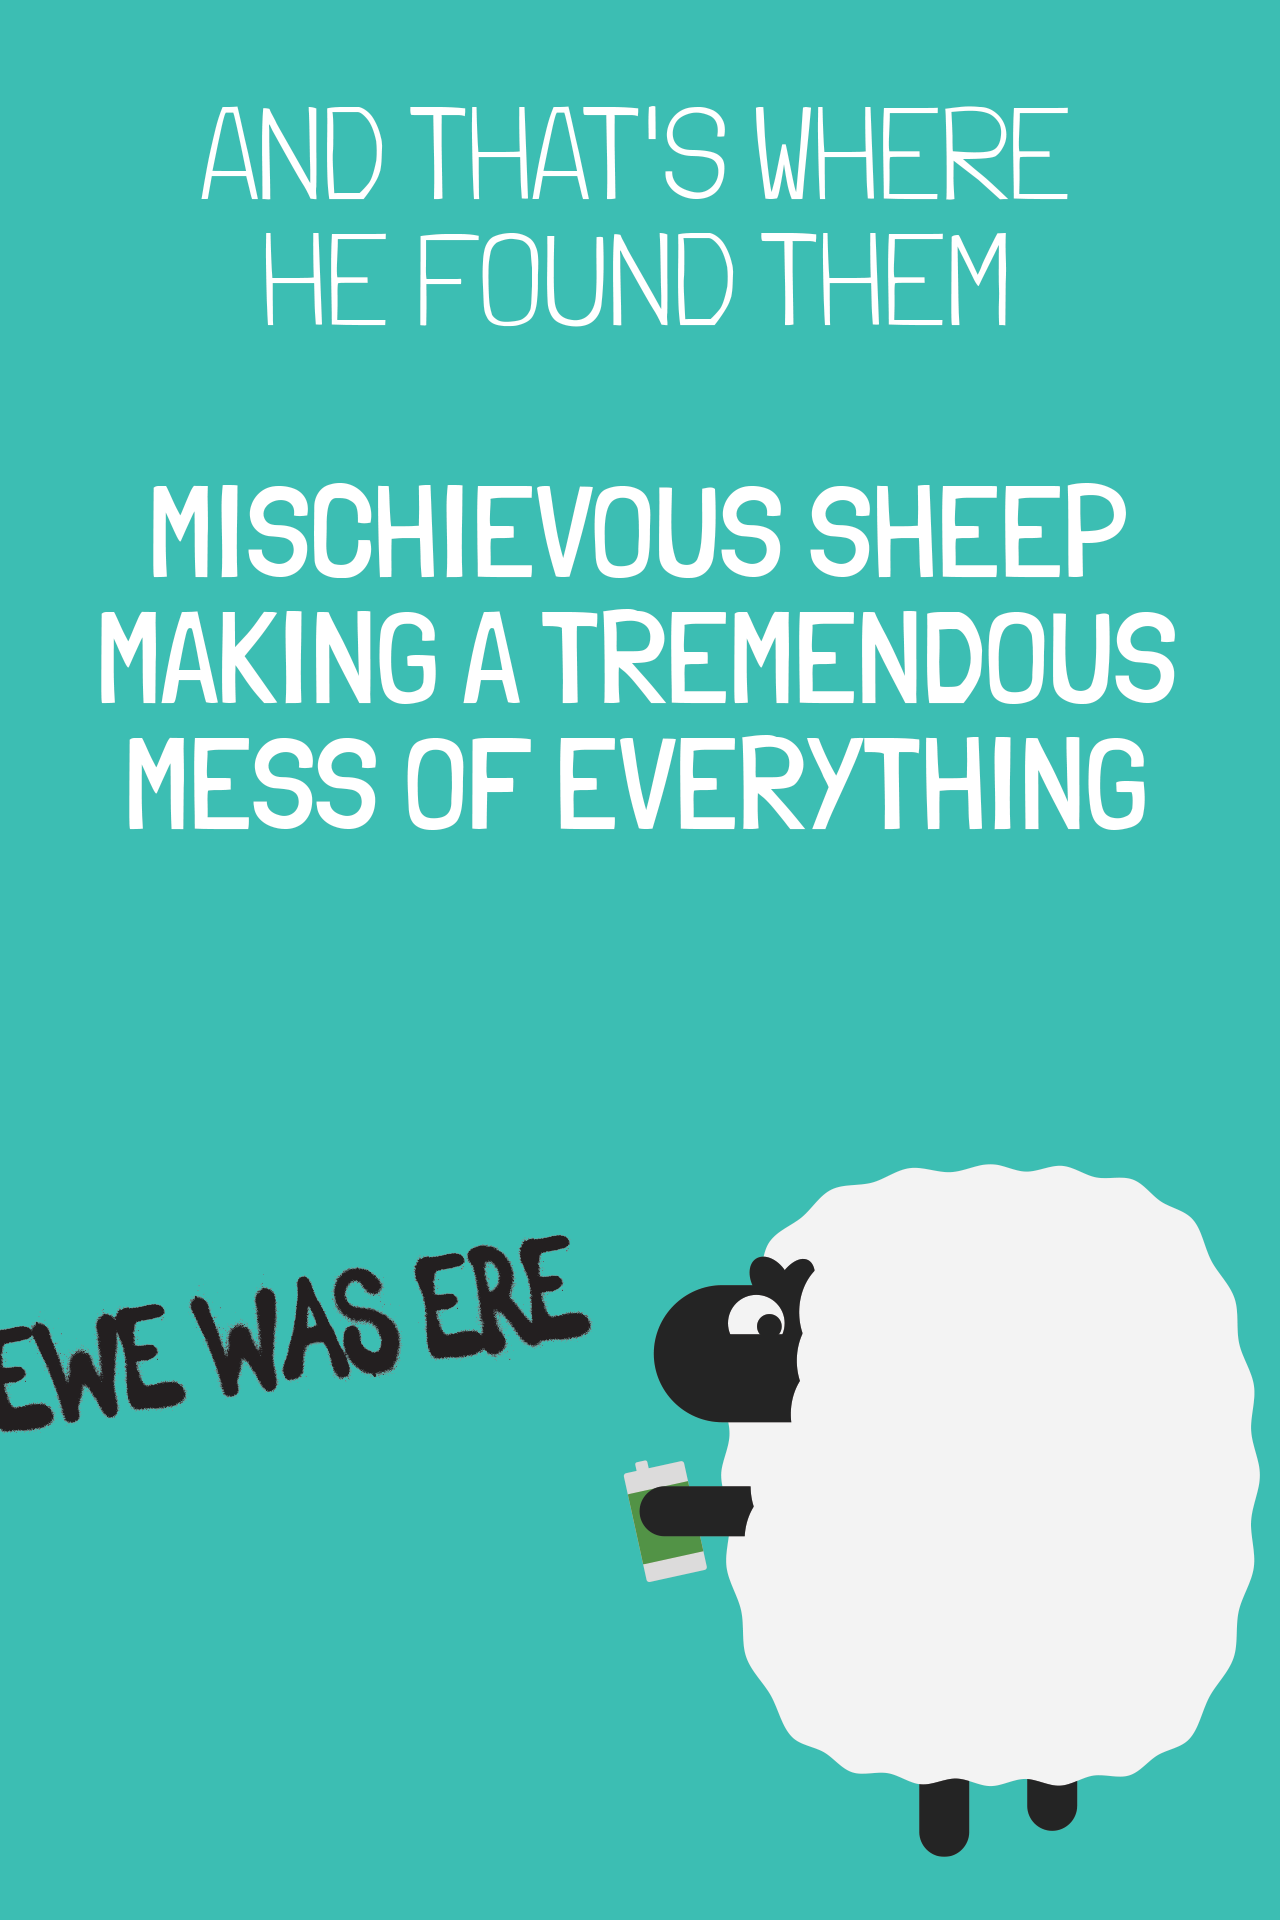 AND THAT'S WHERE
HE FOUND THEM
MISCHIEVOUS SHEEP
MAKING A TREMENDOUS
MESS OF EVERYTHING
EWE WAS ERE